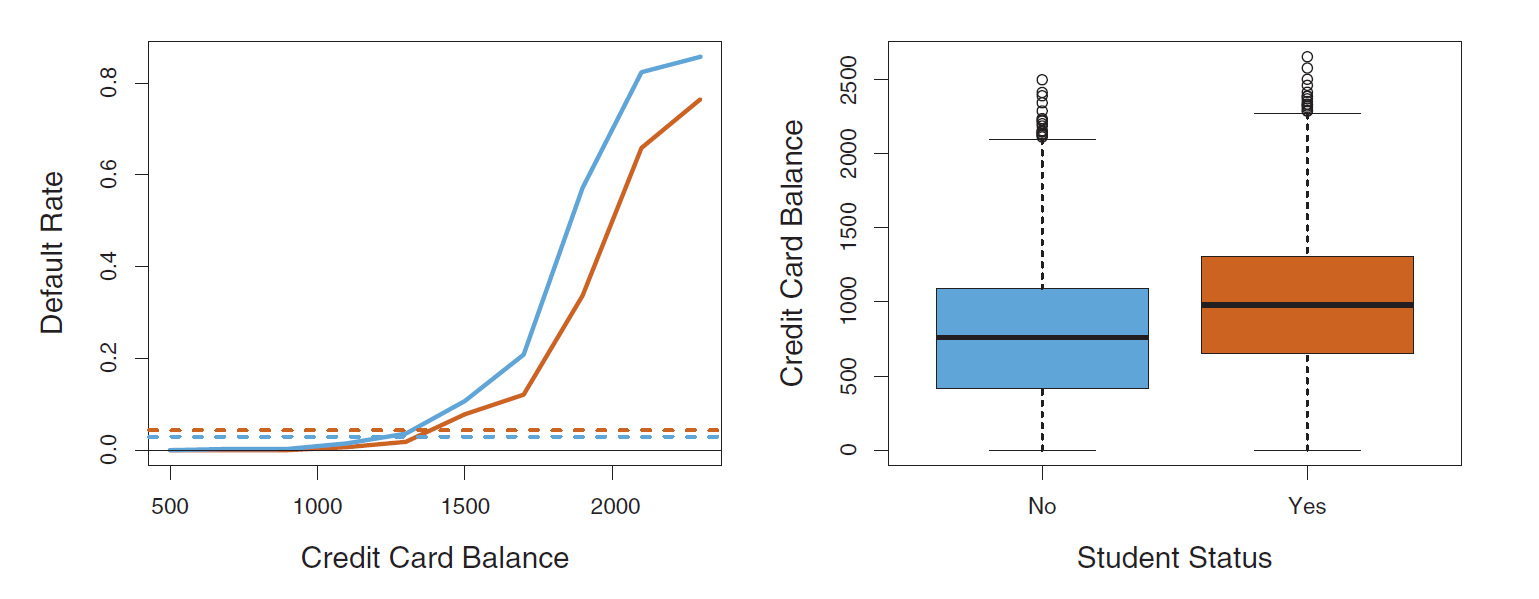 0.8
0.6
0.4
0.2
0.0
Default Rate
500 1000 1500 2000
Credit Card Balance
2500
2000
1500
1000
500
0
Credit Card Balance
No Yes
Student Status